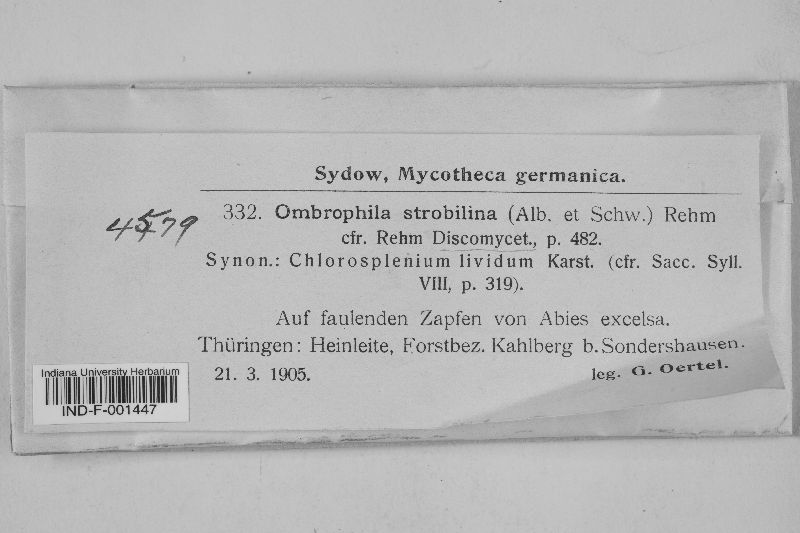 Sydow, Mycotheca germanica.
332. Ombrophila strobilina (Alb. et Schw.) Rehm
cfr. Rehm Discomycet., p. 482.
Synon.: Chlorosplenium lividum Karst. (cfr. Sacc. Syll.
VIII, p. 319).
Auf faulenden Zapfen von Abies excelsa.
Thüringen: Heinleite, Forstbez. Kahlberg b. Sondershausen.
21. 3. 1905. leg. G. Oertel.
Indiana University Herbarium
IND-F-001447